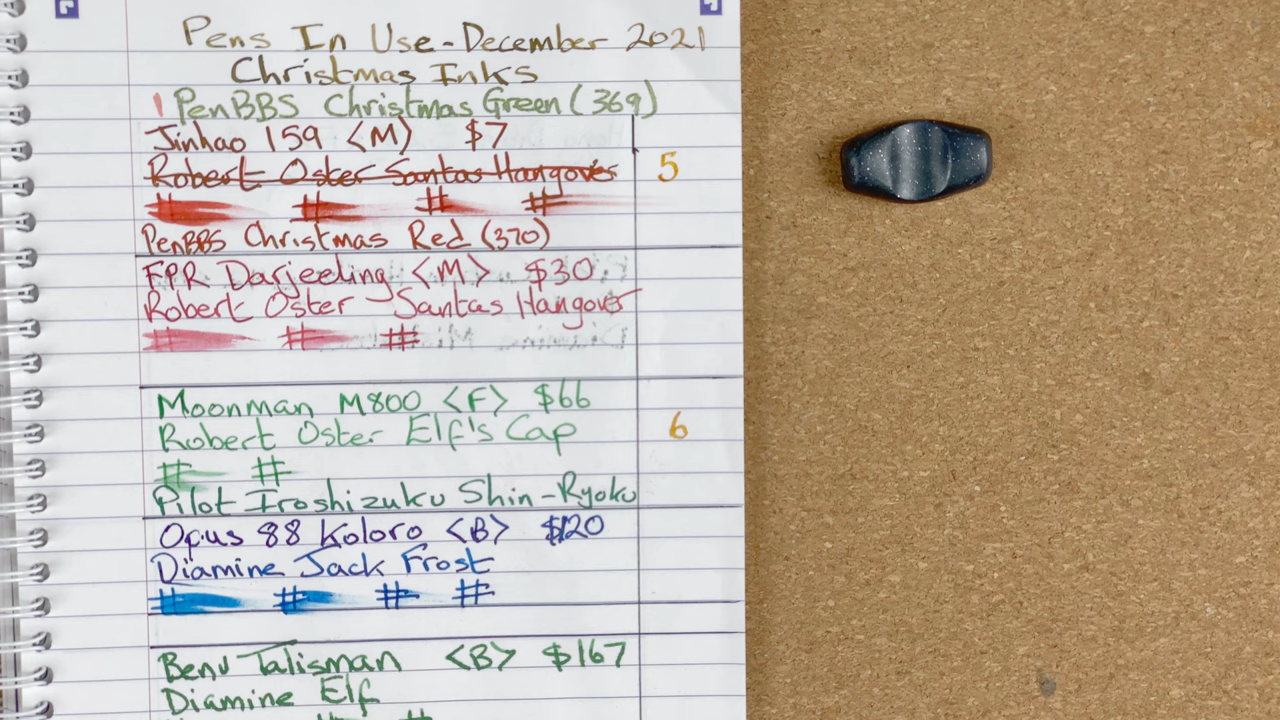 Pens In Use - December 2021
Christmas Inks
1 PenBBS Christmas Green (369)
Jinhao 159 <M> $7
Robert Oster Santas Hangover
5
# # # #
PenBBS Christmas Red (370)
FPR Darjeeling <M> $30
Robert Oster Santas Hangover
# # #
Moonman M800 <F> $66
Robert Oster Elf's Cap
6
# #
Pilot Iroshizuku Shin-Ryoku
Opus 88 Koloro <B> $120
Diamine Jack Frost
# # # #
Benu Talisman <B> $167
Diamine Elf
# #